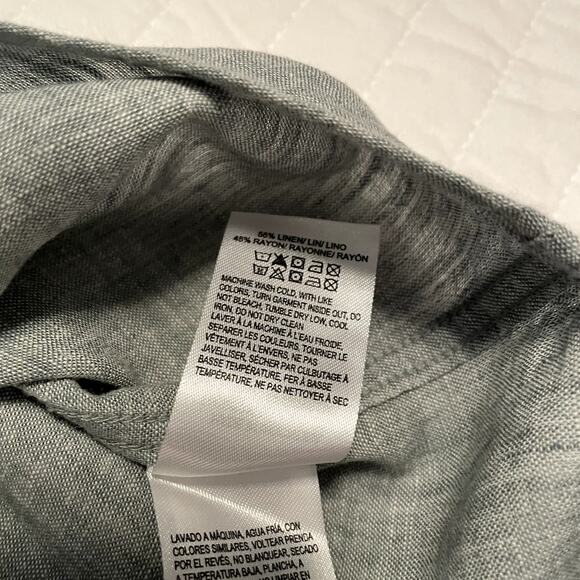 55% LINEN/ LIN/ LINO
45% RAYON/ RAYONNE/ RAYÓN
MACHINE WASH COLD, WITH LIKE
COLORS, TURN GARMENT INSIDE OUT, DO
NOT BLEACH, TUMBLE DRY LOW, COOL
IRON, DO NOT DRY CLEAN
LAVER À LA MACHINE À L'EAU FROIDE,
SEPARER LES COULEURS, TOURNER LE
VÊTEMENT À L'ENVERS, NE PAS
JAVELLISER, SÉCHER PAR CULBUTAGE À
BASSE TEMPÉRATURE, FER À BASSE
TEMPÉRATURE, NE PAS NETTOYER À SEC
LAVADO A MÁQUINA, AGUA FRÍA, CON
COLORES SIMILARES, VOLTEAR PRENDA
POR EL REVÉS, NO BLANQUEAR, SECADO
A TEMPERATURA BAJA, PLANCHA, A
LIMPIAR EN